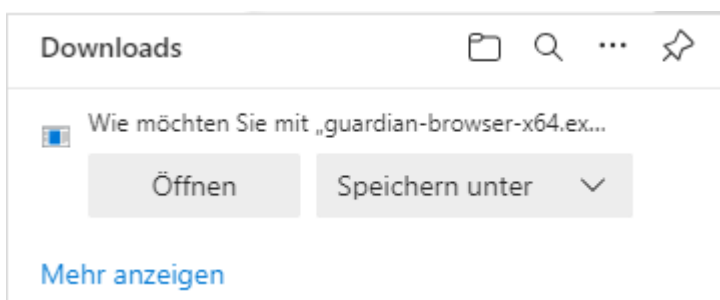 Downloads
Wie möchten Sie mit „guardian-browser-x64.ex...
Öffnen
Speichern unter
Mehr anzeigen